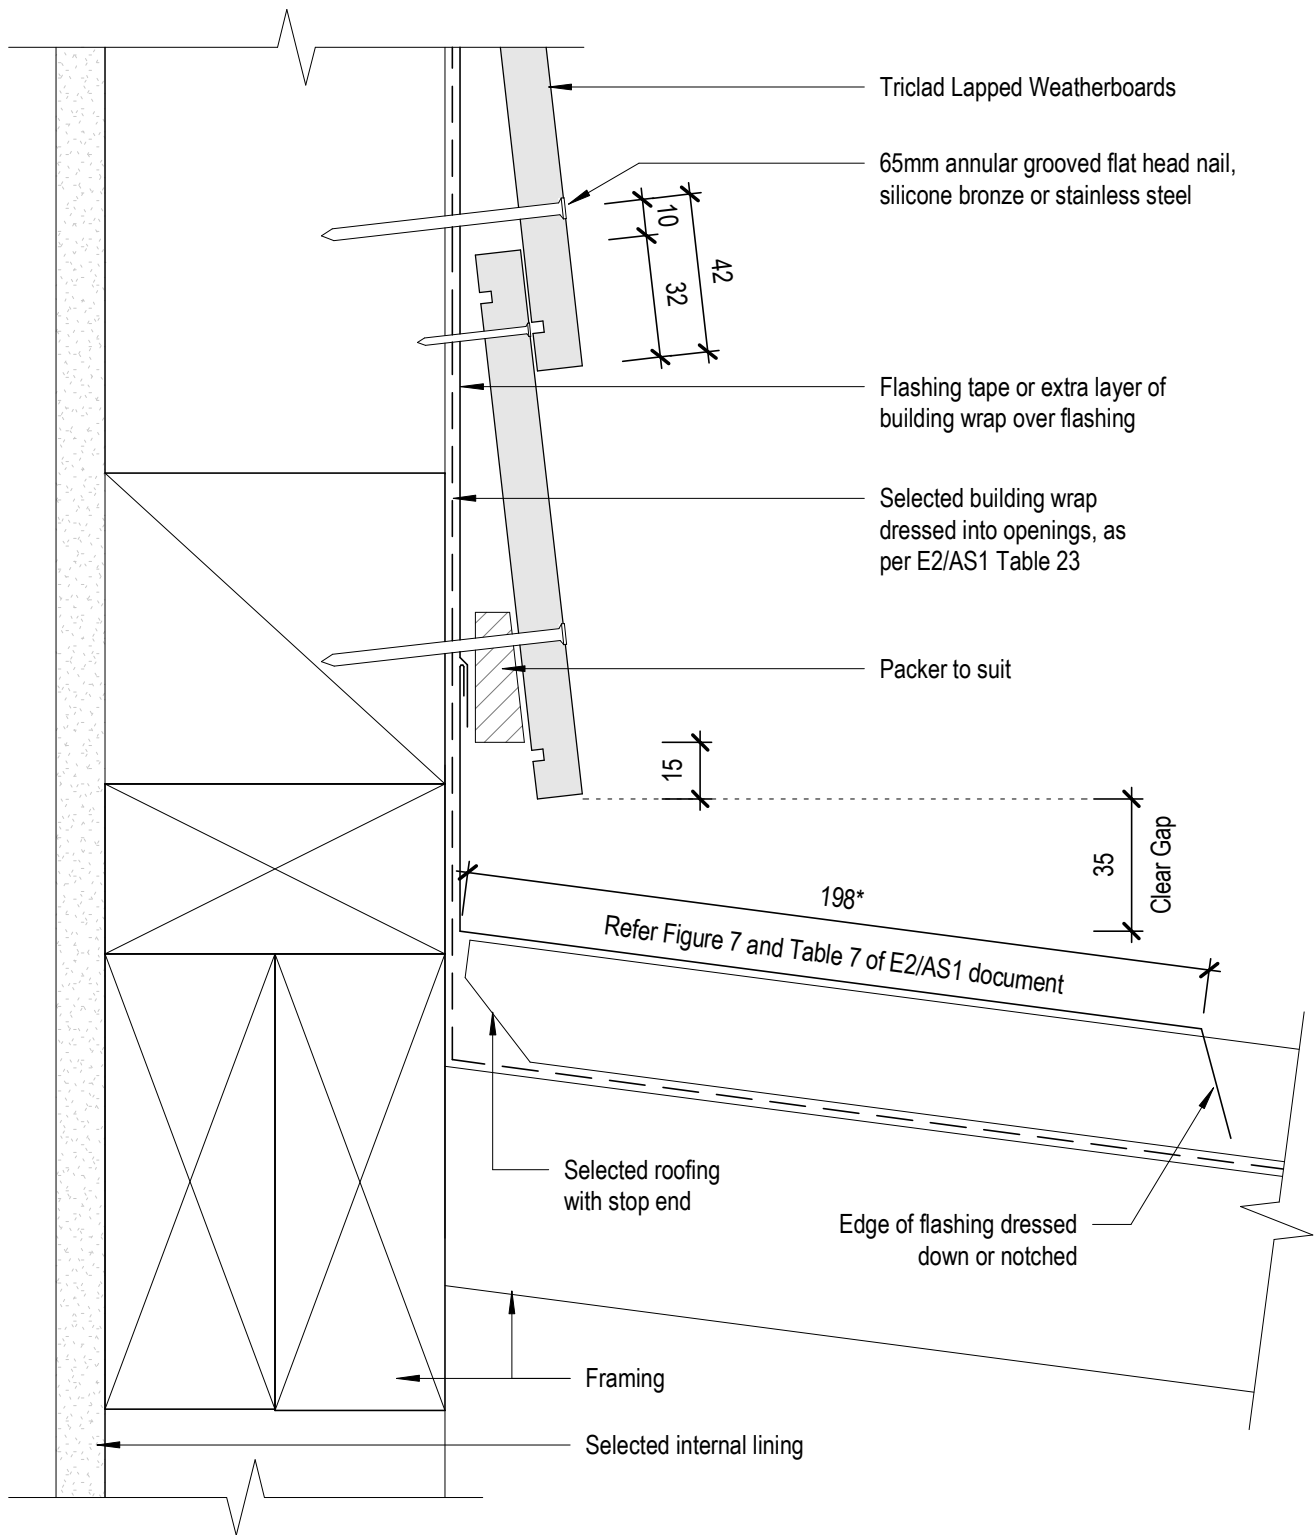 Triclad Lapped Weatherboards
65mm annular grooved flat head nail,
silicone bronze or stainless steel
10
42
32
Flashing tape or extra layer of
building wrap over flashing
Selected building wrap
dressed into openings, as
per E2/AS1 Table 23
Packer to suit
15
35
Clear Gap
198*
Refer Figure 7 and Table 7 of E2/AS1 document
Selected roofing
with stop end
Edge of flashing dressed
down or notched
Framing
Selected internal lining